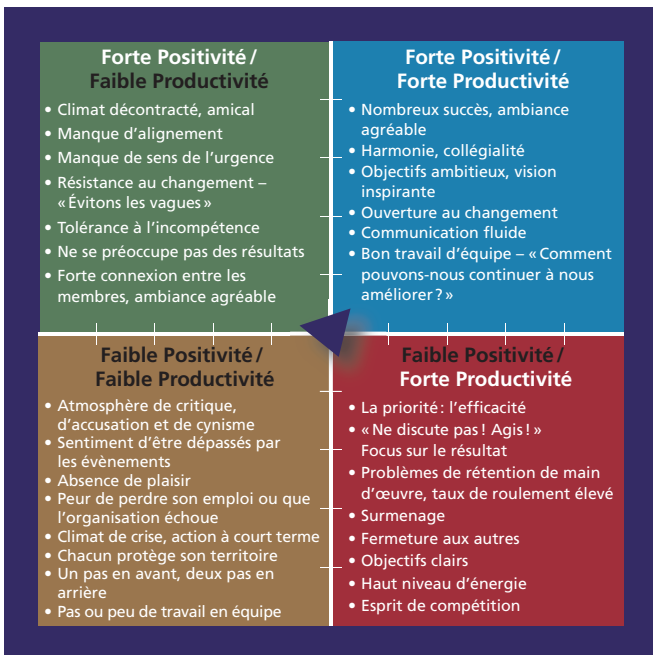 Forte Positivité /
Faible Productivité
• Climat décontracté, amical
• Manque d’alignement
• Manque de sens de l’urgence
• Résistance au changement –
« Évitons les vagues »
• Tolérance à l’incompétence
• Ne se préoccupe pas des résultats
• Forte connexion entre les
membres, ambiance agréable
Forte Positivité /
Forte Productivité
• Nombreux succès, ambiance
agréable
• Harmonie, collégialité
• Objectifs ambitieux, vision
inspirante
• Ouverture au changement
• Communication fluide
• Bon travail d’équipe – « Comment
pouvons-nous continuer à nous
améliorer ? »
Faible Positivité /
Faible Productivité
• Atmosphère de critique,
d’accusation et de cynisme
• Sentiment d’être dépassés par
les évènements
• Absence de plaisir
• Peur de perdre son emploi ou que
l’organisation échoue
• Climat de crise, action à court terme
• Chacun protège son territoire
• Un pas en avant, deux pas en
arrière
• Pas ou peu de travail en équipe
Faible Positivité /
Forte Productivité
• La priorité : l’efficacité
• « Ne discute pas ! Agis ! »
Focus sur le résultat
• Problèmes de rétention de main
d’œuvre, taux de roulement élevé
• Surmenage
• Fermeture aux autres
• Objectifs clairs
• Haut niveau d’énergie
• Esprit de compétition